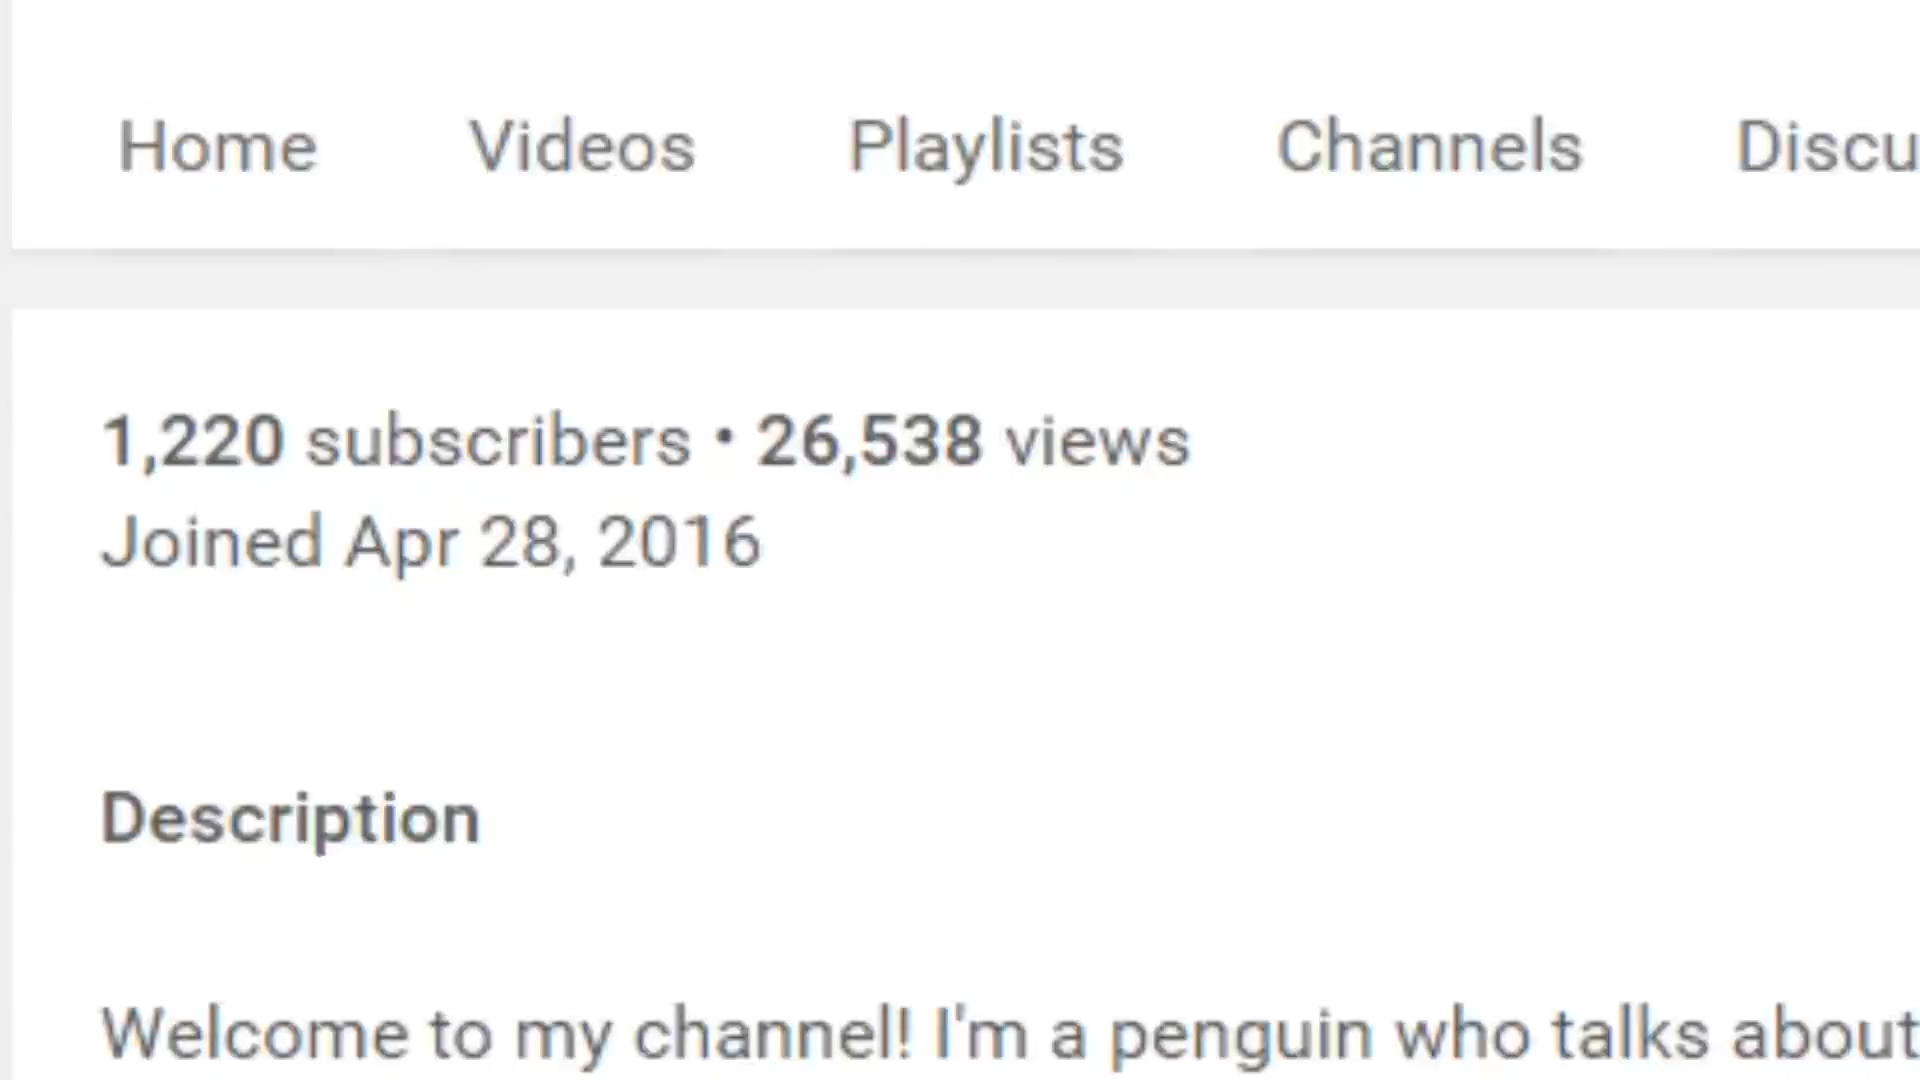 Home Videos Playlists Channels Discu
1,220 subscribers • 26,538 views
Joined Apr 28, 2016
Description
Welcome to my channel! I'm a penguin who talks about